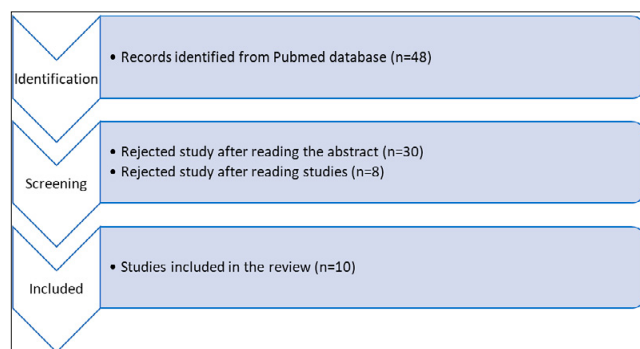 Identification
• Records identified from Pubmed database (n=48)
Screening
• Rejected study after reading the abstract (n=30)
• Rejected study after reading studies (n=8)
Included
• Studies included in the review (n=10)